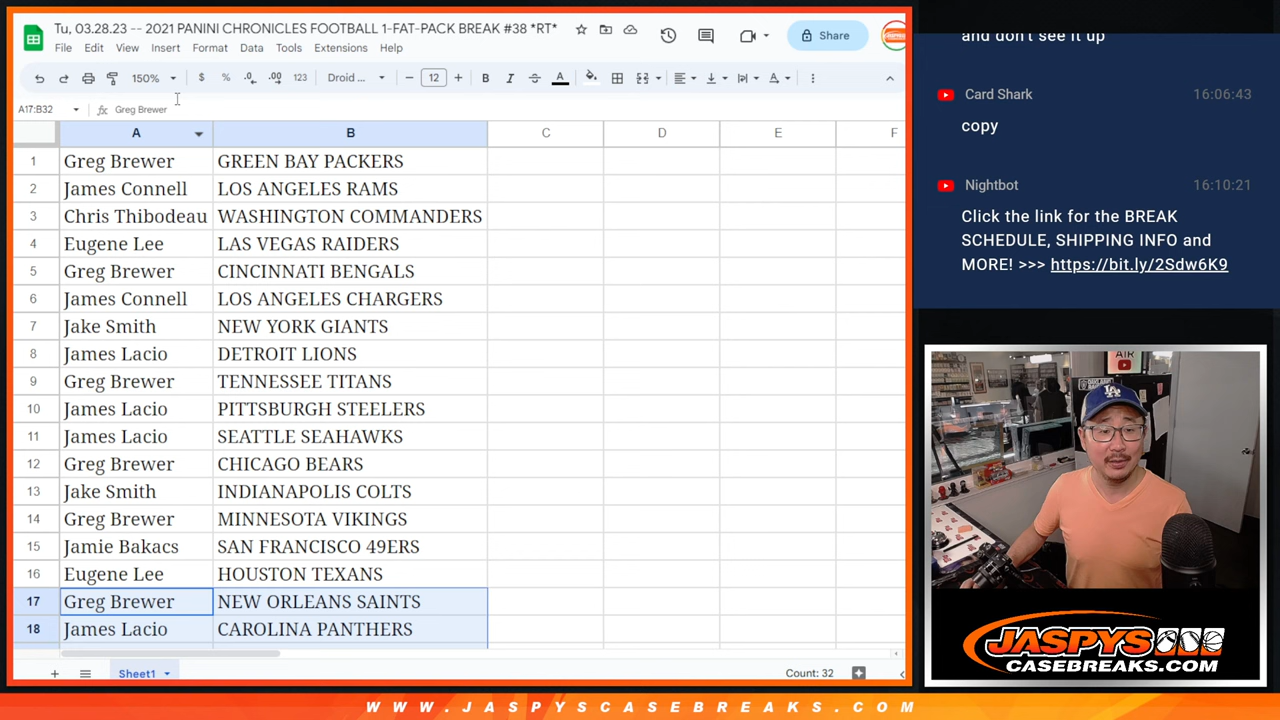 Tu, 03.28.23 -- 2021 PANINI CHRONICLES FOOTBALL 1-FAT-PACK BREAK #38 *RT*
Share
File Edit View Insert Format Data Tools Extensions Help
150% $ % .0 .00 123 Droid ... 12 B I A
A17:B32 fx Greg Brewer
A B C D E F
1 Greg Brewer GREEN BAY PACKERS
2 James Connell LOS ANGELES RAMS
3 Chris Thibodeau WASHINGTON COMMANDERS
4 Eugene Lee LAS VEGAS RAIDERS
5 Greg Brewer CINCINNATI BENGALS
6 James Connell LOS ANGELES CHARGERS
7 Jake Smith NEW YORK GIANTS
8 James Lacio DETROIT LIONS
9 Greg Brewer TENNESSEE TITANS
10 James Lacio PITTSBURGH STEELERS
11 James Lacio SEATTLE SEAHAWKS
12 Greg Brewer CHICAGO BEARS
13 Jake Smith INDIANAPOLIS COLTS
14 Greg Brewer MINNESOTA VIKINGS
15 Jamie Bakacs SAN FRANCISCO 49ERS
16 Eugene Lee HOUSTON TEXANS
17 Greg Brewer NEW ORLEANS SAINTS
18 James Lacio CAROLINA PANTHERS
Sheet1 Count: 32
and don't see it up
Card Shark 16:06:43
copy
Nightbot 16:10:21
Click the link for the BREAK
SCHEDULE, SHIPPING INFO and
MORE! >>> https://bit.ly/2Sdw6K9
AIR
LA
JASPYS
CASEBREAKS.COM
WWW.JASPYSCASEBREAKS.COM